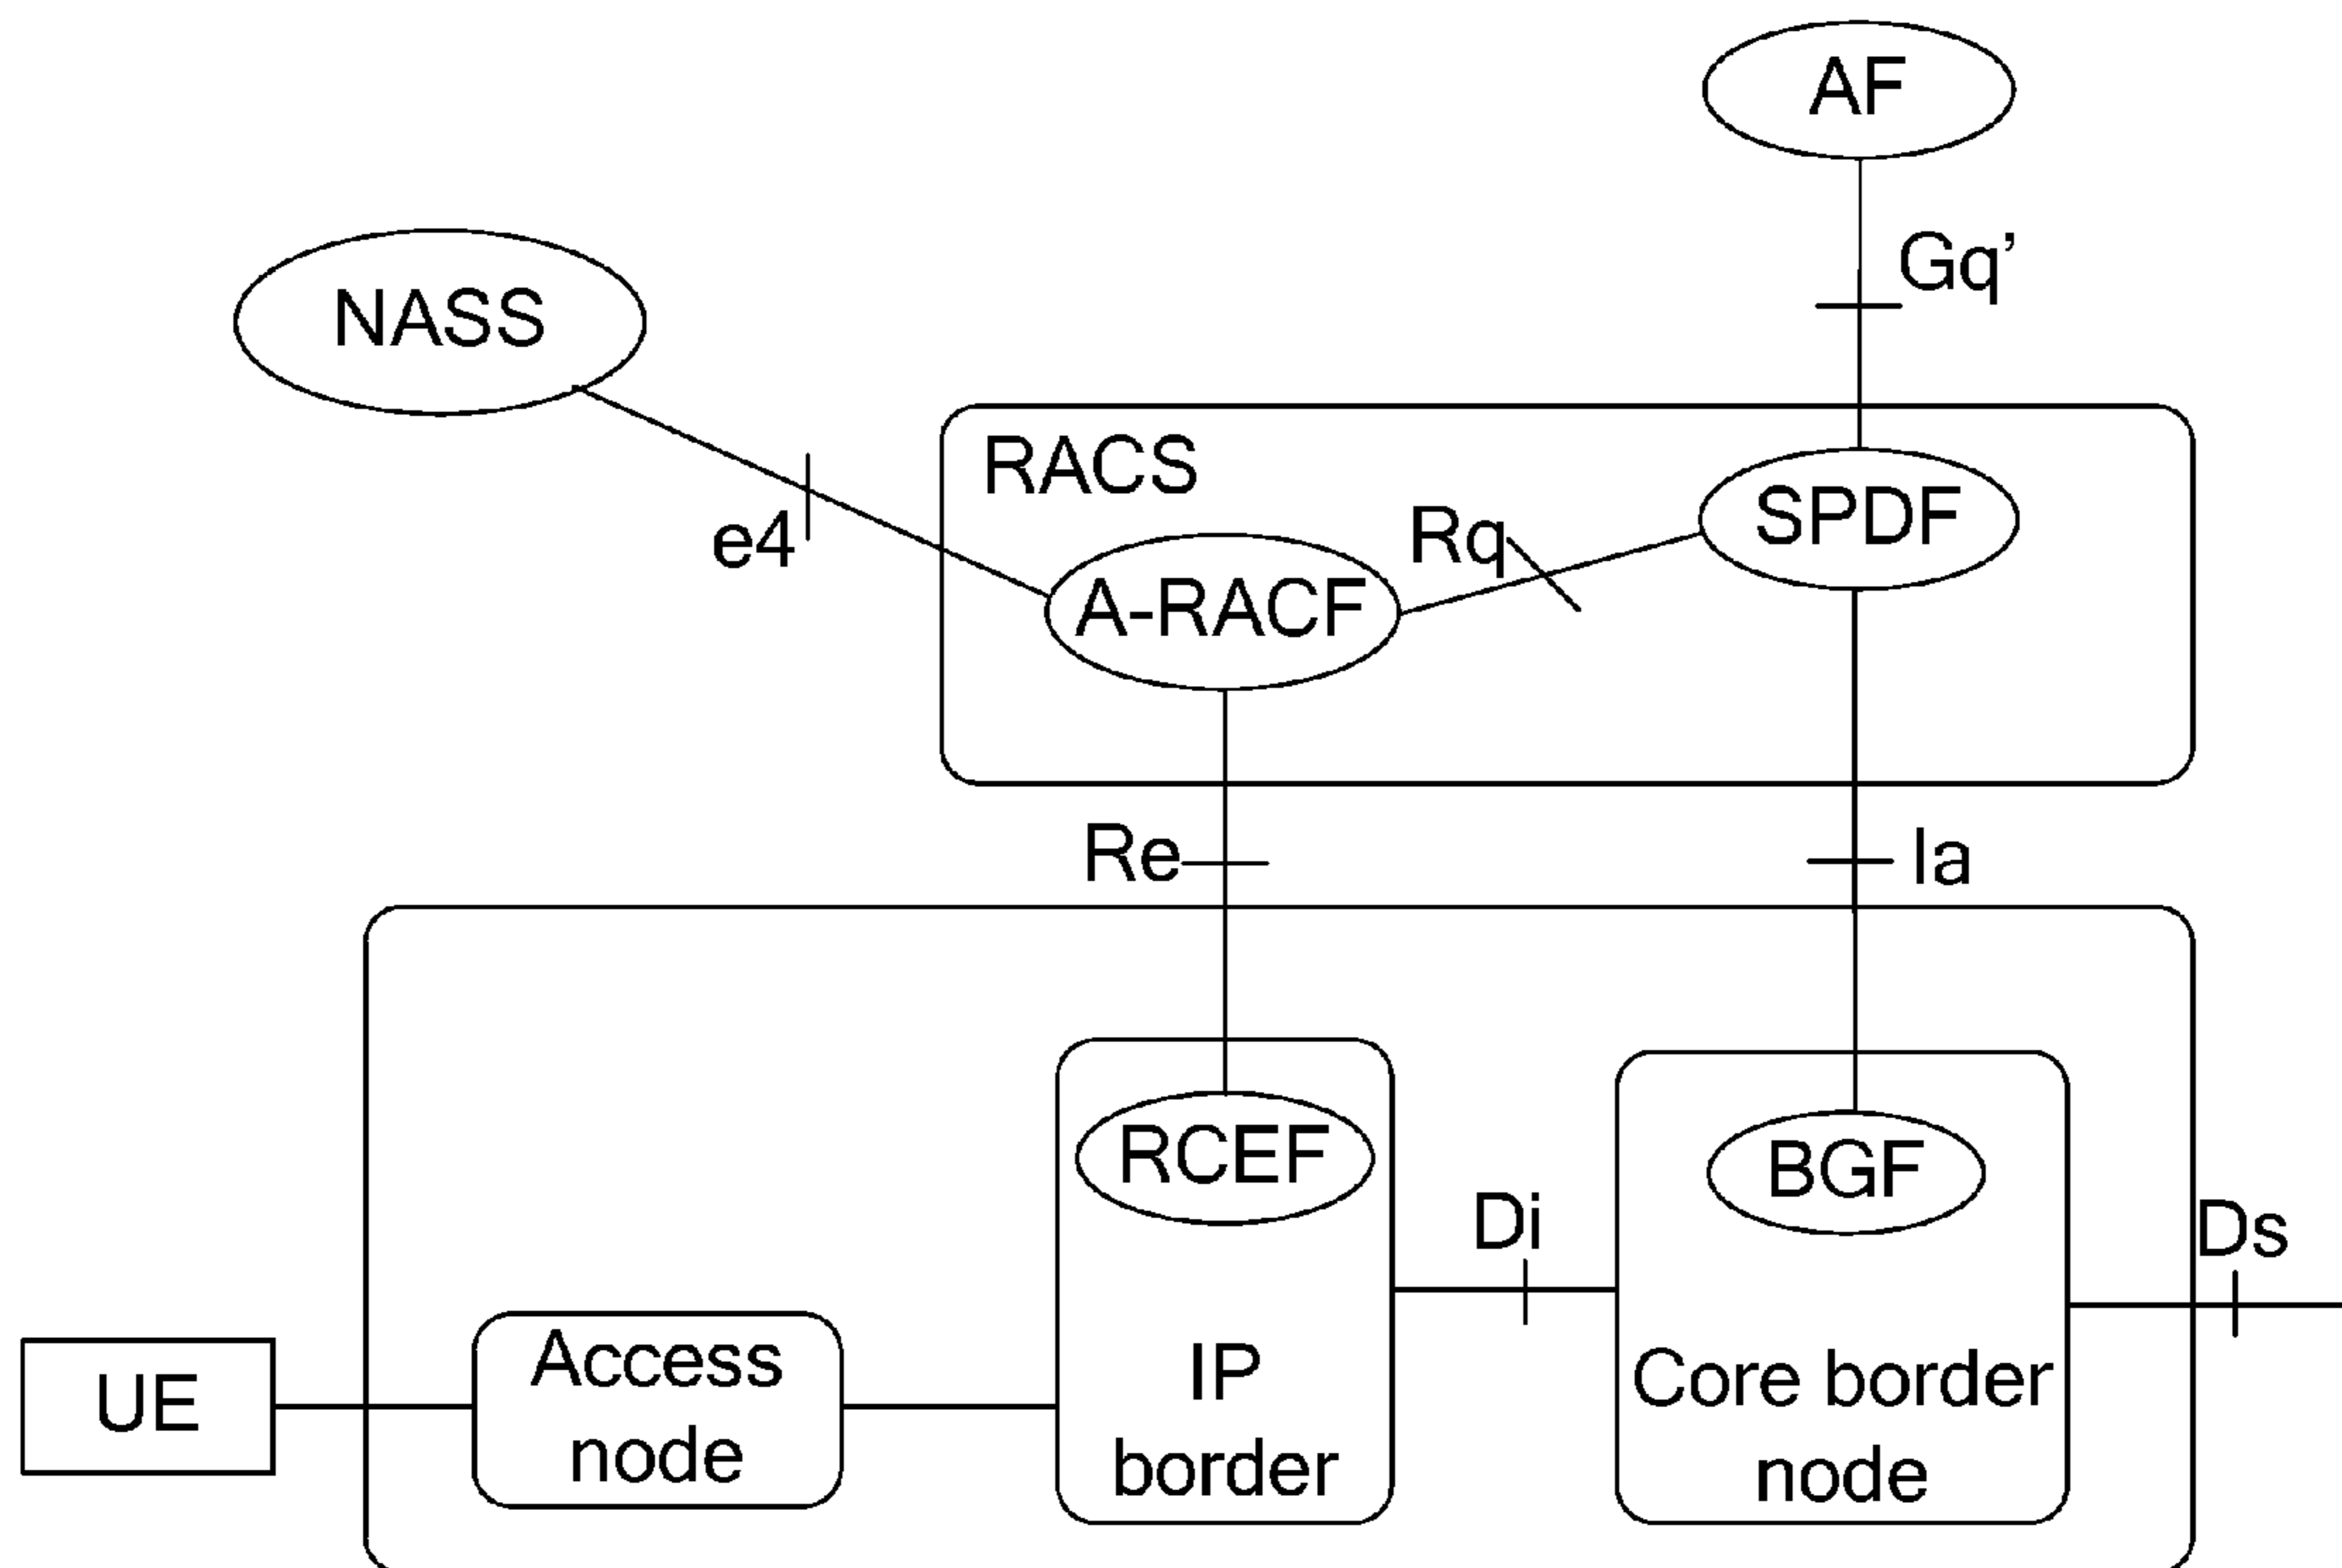 AF
Gq’
NASS
RACS
SPDF
Rq
e4
A-RACF
Re
Ia
RCEF
BGF
Di
Ds
UE
Access
node
IP
border
Core border
node